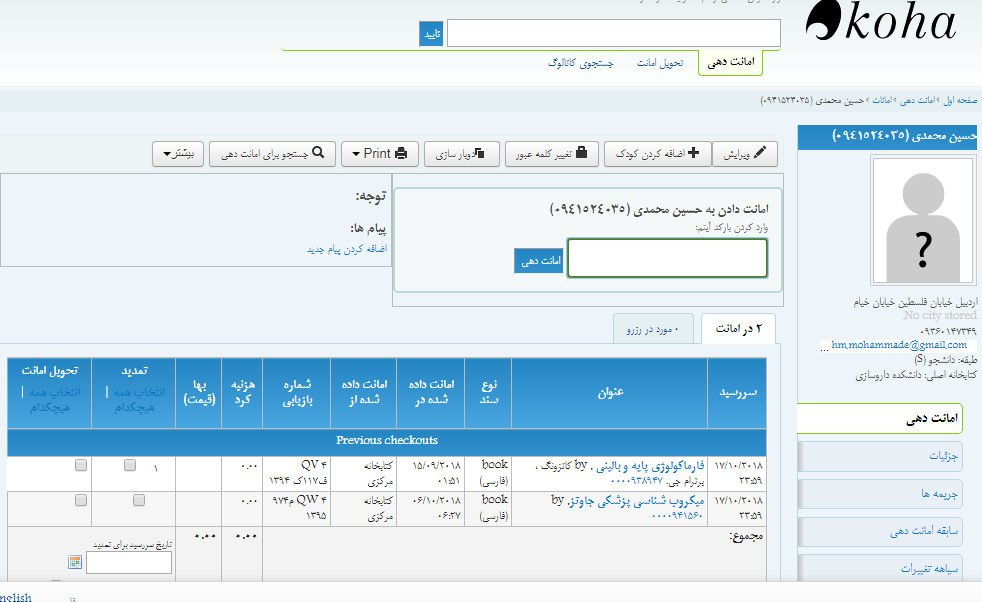 koha
تایید
امانت دهی
تحویل امانت
جستجوی کاتالوگ
صفحه اول › امانت دهی › امانات › حسین محمدی (۰۹۴۱۵۲۴۰۳۵)
حسین محمدی (۰۹۴۱۵۲۴۰۳۵)
اردبیل خیابان فلسطین خیابان خیام
No city stored.
۰۹۳۶۰۱۴۷۳۴۹
hm.mohammade@gmail.com ...
طبقه: دانشجو (S)
کتابخانه اصلی: دانشکده داروسازی
امانت دهی
جزئیات
جریمه ها
سابقه امانت دهی
سیاهه تغییرات
ویرایش
اضافه کردن کودک
تغییر کلمه عبور
دوبار سازی
Print
جستجو برای امانت دهی
بیشتر
امانت دادن به حسین محمدی (۰۹۴۱۵۲۴۰۳۵)
وارد کردن بارکد آیتم:
امانت دهی
توجه:
پیام ها:
اضافه کردن پیام جدید
۲ در امانت
۰ مورد در رزرو
سررسید
عنوان
نوع سند
امانت داده شده در
امانت داده شده از
شماره بازیابی
هزنیه کرد
بها (قیمت)
تمدید
انتخاب همه | هیچکدام
تحویل امانت
انتخاب همه | هیچکدام
Previous checkouts
۱۷/۱۰/۲۰۱۸ ۲۳:۵۹
فارماکولوژی پایه و بالینی , by کاتزونگ ، برترام جی. ۰۰۰۰۹۳۸۹۴۷
book (فارسی)
۱۵/۰۹/۲۰۱۸ ۰۱:۵۱
کتابخانه مرکزی
QV ۴ ف۱۱۷ک ۱۳۹۴
۰.۰۰
۱
۱۷/۱۰/۲۰۱۸ ۲۳:۵۹
میکروب شناسی پزشکی جاوتز, by ۰۰۰۰۹۴۱۵۶۰
book (فارسی)
۰۶/۱۰/۲۰۱۸ ۰۶:۲۷
کتابخانه مرکزی
QW ۴ م۹۷۴ ۱۳۹۵
۰.۰۰
مجموع:
۰.۰۰
۰.۰۰
تاریخ سررسید برای تمدید